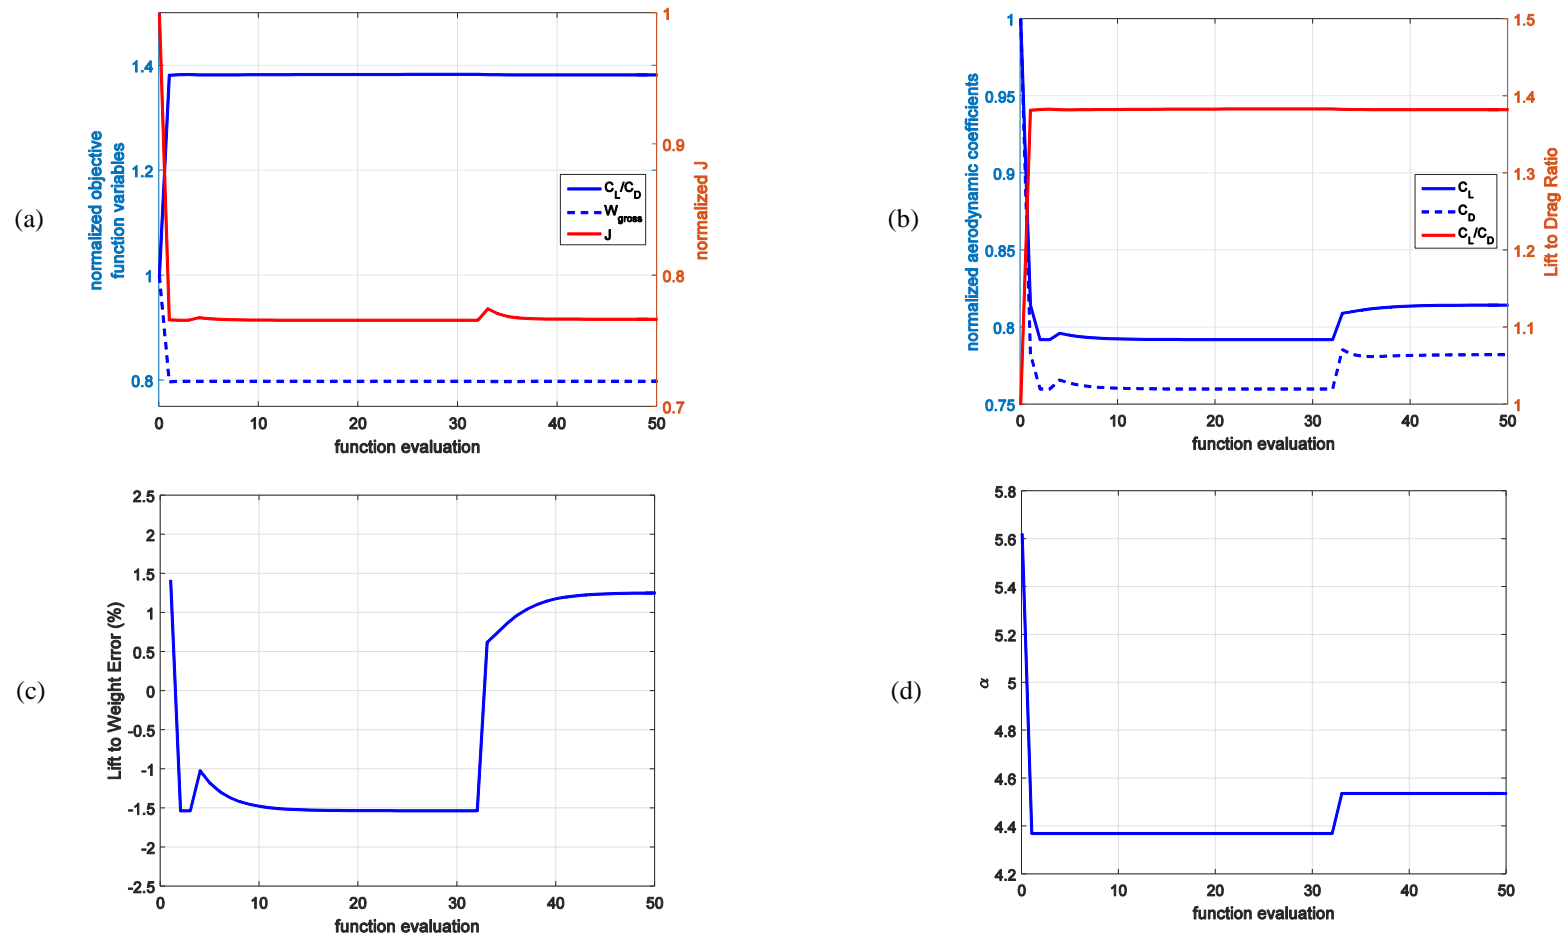 (a)
normalized objective
function variables
1.4
1.2
1
0.8
1
0.9
0.8
0.7
normalized J
C_L/C_D
W_gross
J
0 10 20 30 40 50
function evaluation
(b)
normalized aerodynamic coefficients
1
0.95
0.9
0.85
0.8
0.75
1.5
1.4
1.3
1.2
1.1
1
Lift to Drag Ratio
C_L
C_D
C_L/C_D
0 10 20 30 40 50
function evaluation
(c)
Lift to Weight Error (%)
2.5
2
1.5
1
0.5
0
-0.5
-1
-1.5
-2
-2.5
0 10 20 30 40 50
function evaluation
(d)
α
5.8
5.6
5.4
5.2
5
4.8
4.6
4.4
4.2
0 10 20 30 40 50
function evaluation